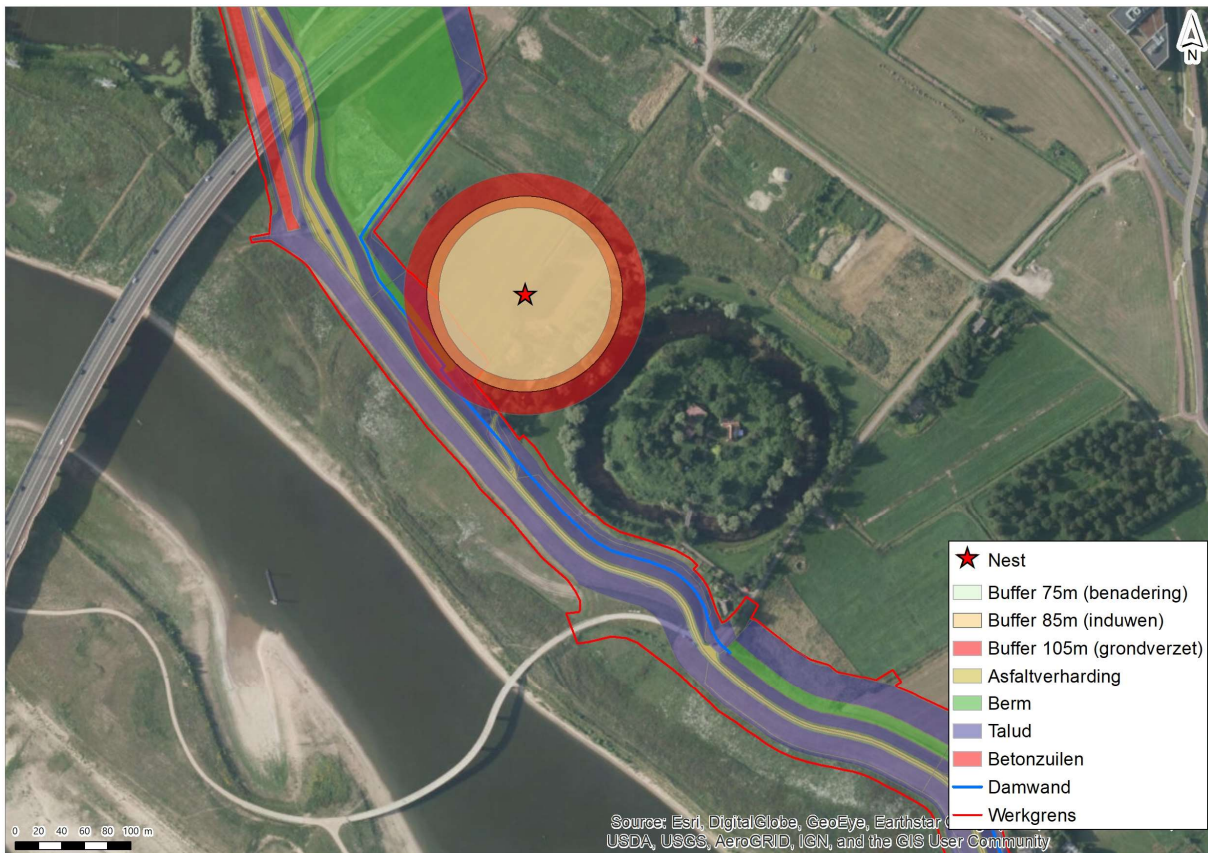 N
Nest
Buffer 75m (benadering)
Buffer 85m (induwen)
Buffer 105m (grondverzet)
Asfaltverharding
Berm
Talud
Betonzuilen
Damwand
Werkgrens
0 20 40 60 80 100 m
Source: Esri, DigitalGlobe, GeoEye, Earthstar
USDA, USGS, AeroGRID, IGN, and the GIS User Community